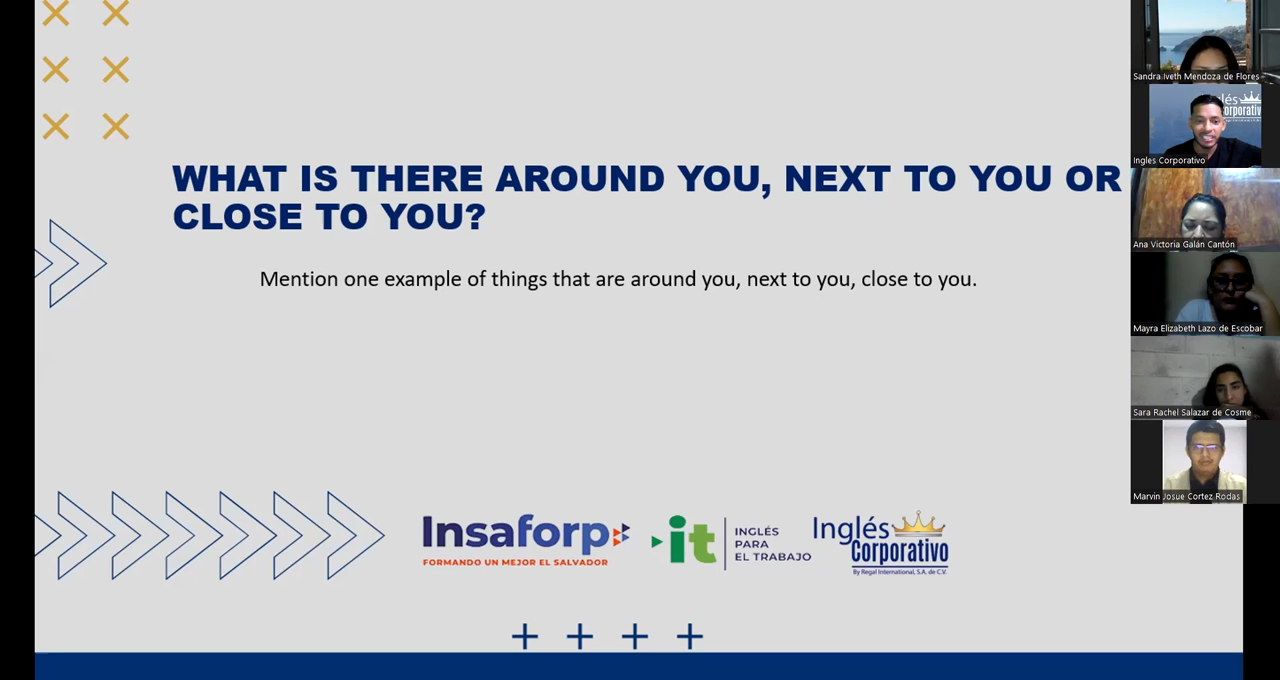 WHAT IS THERE AROUND YOU, NEXT TO YOU OR
CLOSE TO YOU?
Mention one example of things that are around you, next to you, close to you.
Insaforp
FORMANDO UN MEJOR EL SALVADOR
it
INGLÉS
PARA
EL TRABAJO
Inglés
Corporativo
By Regal International, S.A. de C.V.
Sandra Iveth Mendoza de Flores
lés
orporativo
Ingles Corporativo
Ana Victoria Galán Cantón
Mayra Elizabeth Lazo de Escobar
Sara Rachel Salazar de Cosme
Marvin Josue Cortez Rodas